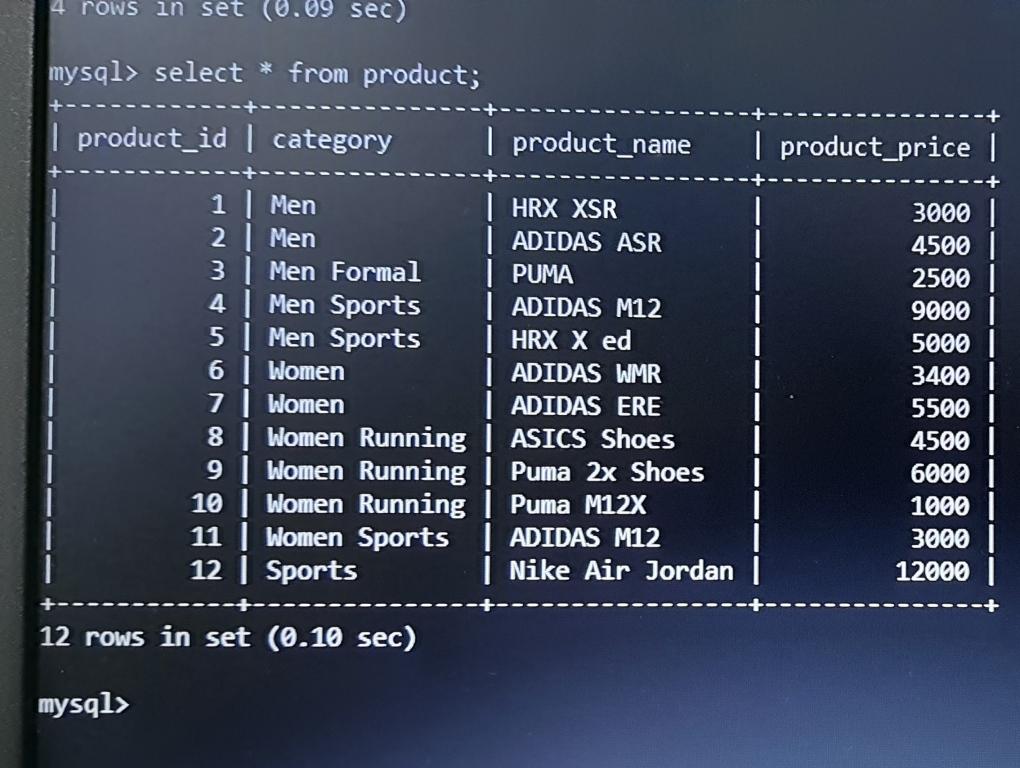 4 rows in set (0.09 sec)
mysql> select * from product;
+------------+---------------+-----------------+---------------+
| product_id | category      | product_name    | product_price |
+------------+---------------+-----------------+---------------+
|          1 | Men           | HRX XSR         |          3000 |
|          2 | Men           | ADIDAS ASR      |          4500 |
|          3 | Men Formal    | PUMA            |          2500 |
|          4 | Men Sports    | ADIDAS M12      |          9000 |
|          5 | Men Sports    | HRX X ed        |          5000 |
|          6 | Women         | ADIDAS WMR      |          3400 |
|          7 | Women         | ADIDAS ERE      |          5500 |
|          8 | Women Running | ASICS Shoes     |          4500 |
|          9 | Women Running | Puma 2x Shoes   |          6000 |
|         10 | Women Running | Puma M12X       |          1000 |
|         11 | Women Sports  | ADIDAS M12      |          3000 |
|         12 | Sports        | Nike Air Jordan |         12000 |
+------------+---------------+-----------------+---------------+
12 rows in set (0.10 sec)
mysql>